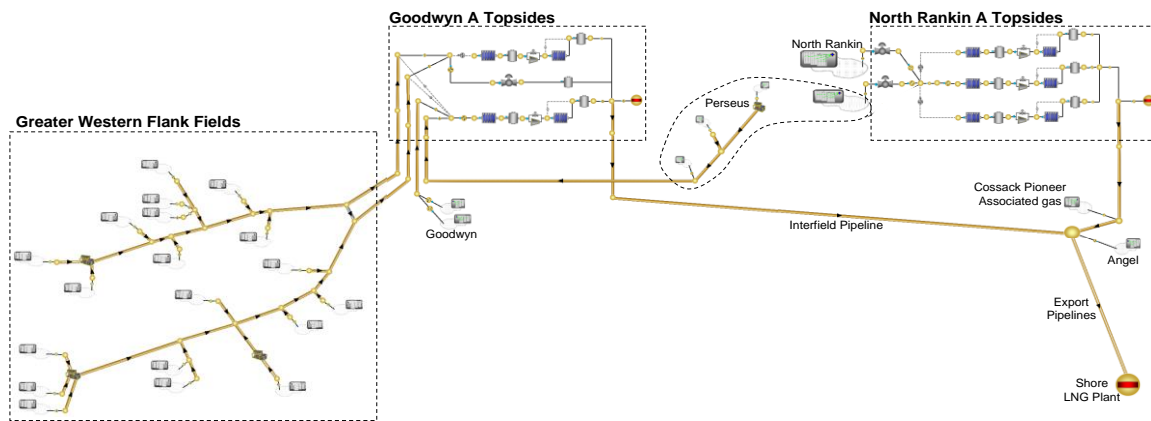 Goodwyn A Topsides
North Rankin A Topsides
North Rankin
Perseus
Greater Western Flank Fields
Cossack Pioneer
Associated gas
Goodwyn
Interfield Pipeline
Angel
Export
Pipelines
Shore
LNG Plant